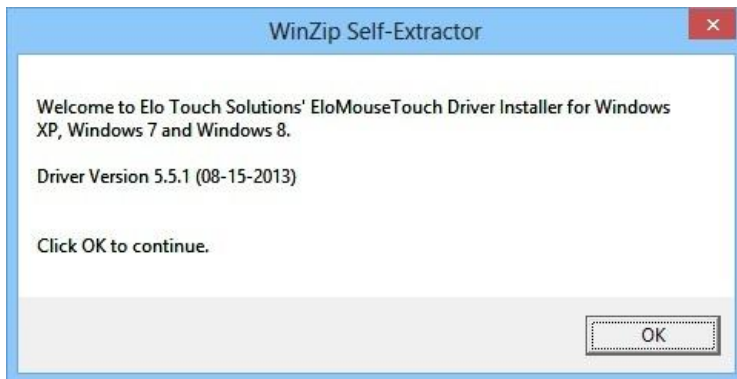 WinZip Self-Extractor
Welcome to Elo Touch Solutions' EloMouseTouch Driver Installer for Windows
XP, Windows 7 and Windows 8.
Driver Version 5.5.1 (08-15-2013)
Click OK to continue.
OK